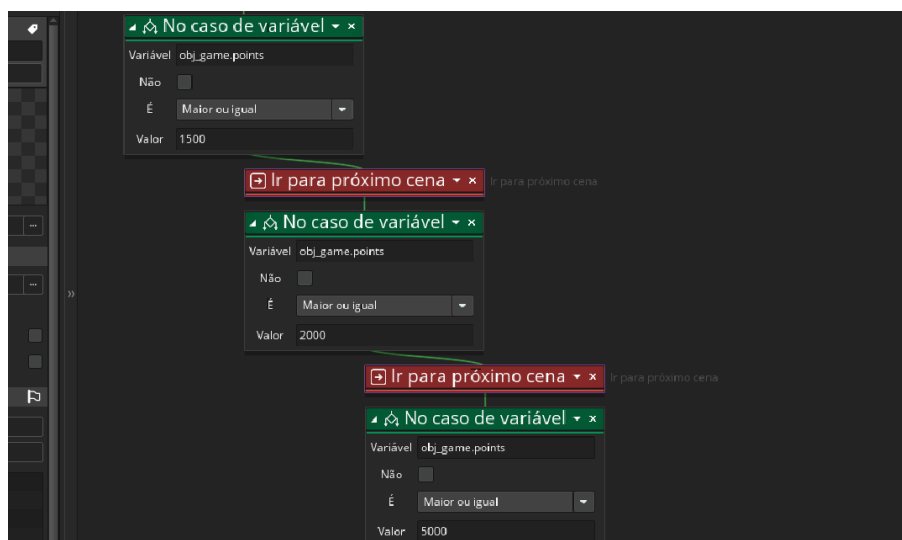 No caso de variável
Variável obj_game.points
Não
É Maior ou igual
Valor 1500
Ir para próximo cena Ir para próximo cena
No caso de variável
Variável obj_game.points
Não
É Maior ou igual
Valor 2000
Ir para próximo cena Ir para próximo cena
No caso de variável
Variável obj_game.points
Não
É Maior ou igual
Valor 5000